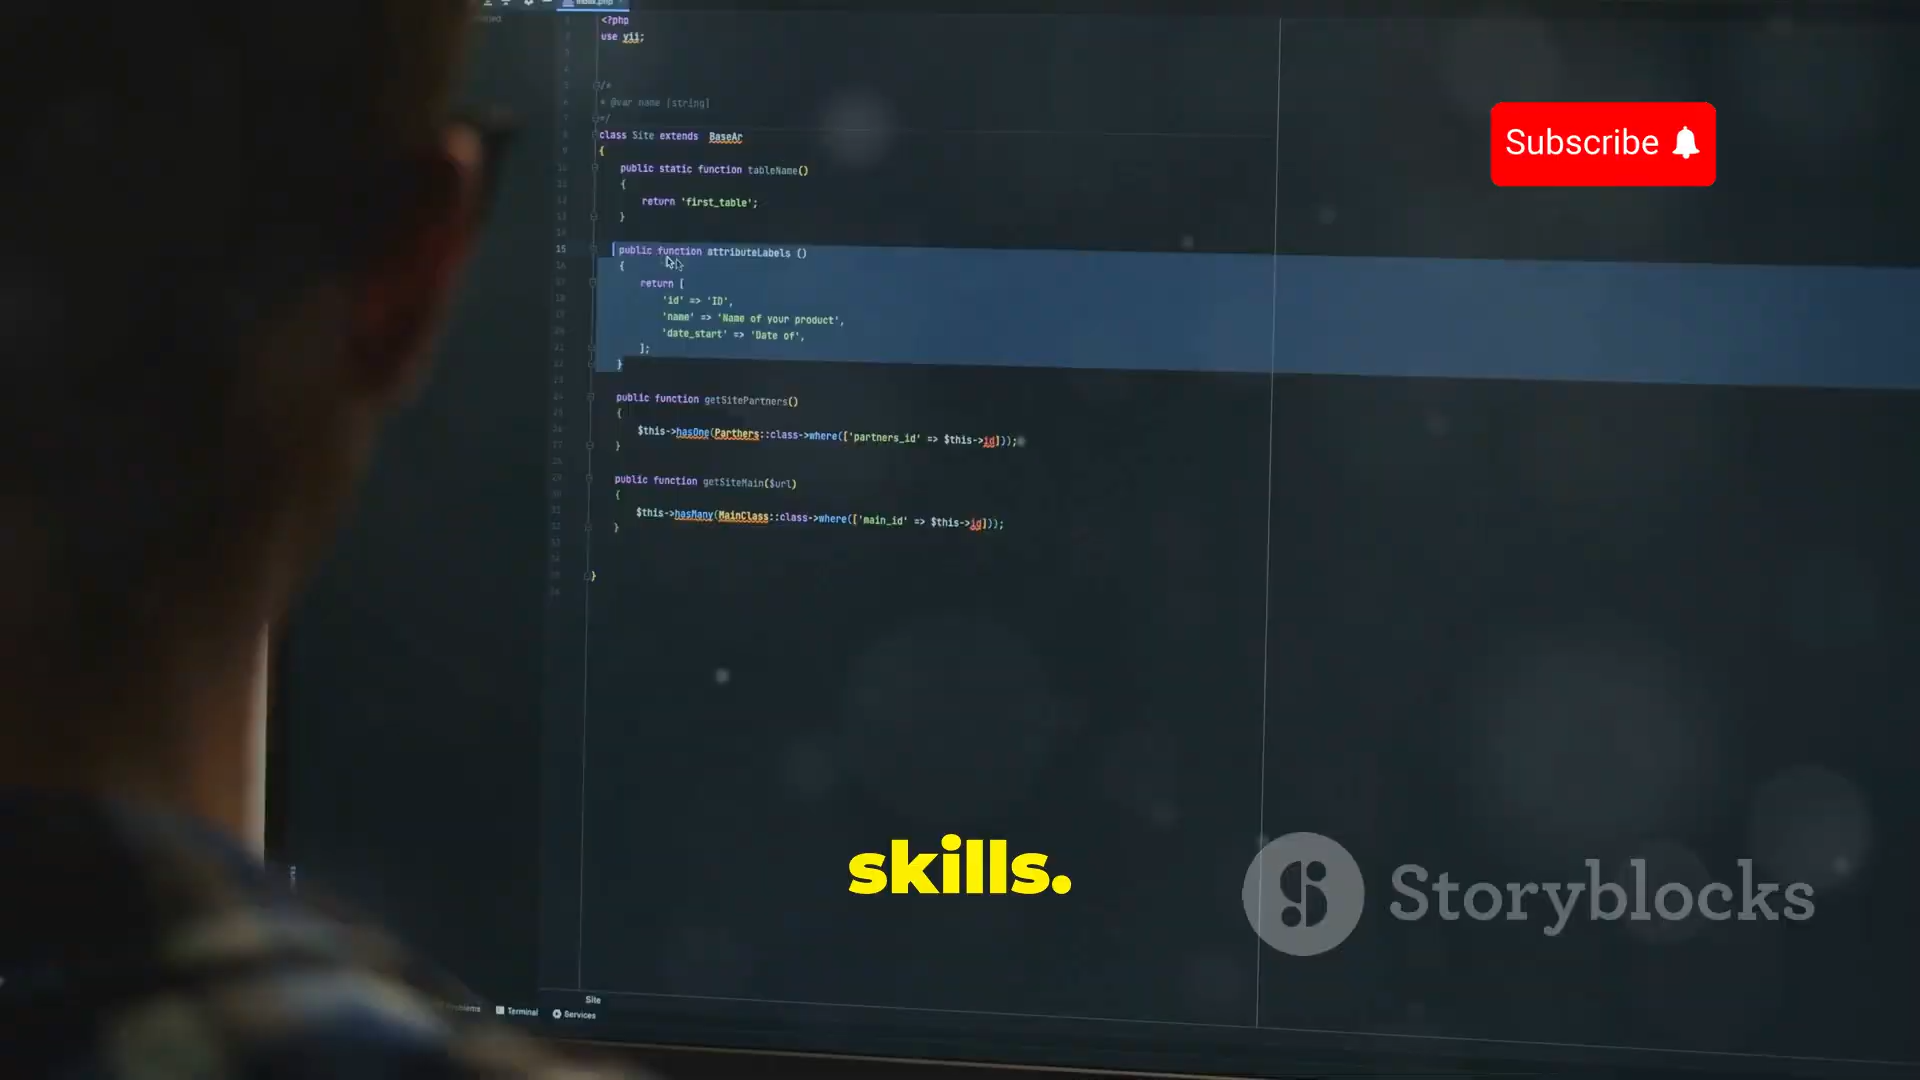 index.php
<?php
use yii;
/*
* @var name [string]
*/
class Site extends BaseAr
{
public static function tableName()
{
return 'first_table';
}
public function attributeLabels ()
{
return [
'id' => 'ID',
'name' => 'Name of your product',
'date_start' => 'Date of',
];
}
public function getSitePartners()
{
$this->hasOne(Parthers::class->where(['partners_id' => $this->id]));
}
public function getSiteMain($url)
{
$this->hasMany(MainClass::class->where(['main_id' => $this->id]));
}
}
Subscribe
skills.
Storyblocks
Site
Problems Terminal Services